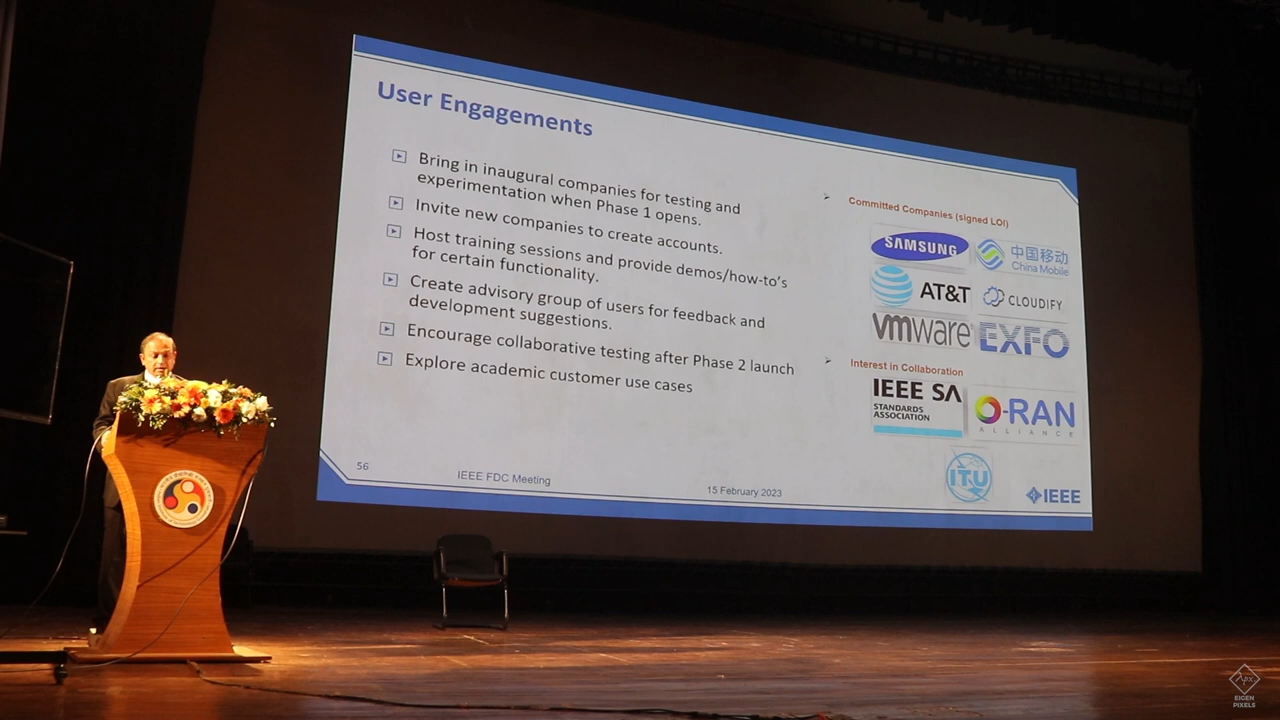 User Engagements
Bring in inaugural companies for testing and
experimentation when Phase 1 opens.
Invite new companies to create accounts.
Host training sessions and provide demos/how-to's
for certain functionality.
Create advisory group of users for feedback and
development suggestions.
Encourage collaborative testing after Phase 2 launch
Explore academic customer use cases
Committed Companies (signed LOI)
SAMSUNG
中国移动
China Mobile
AT&T
CLOUDIFY
vmware
EXFO
Interest in Collaboration
IEEE SA
STANDARDS
ASSOCIATION
O-RAN
ALLIANCE
ITU
IEEE
56
IEEE FDC Meeting
15 February 2023
Apx.
EIGEN
PIXELS